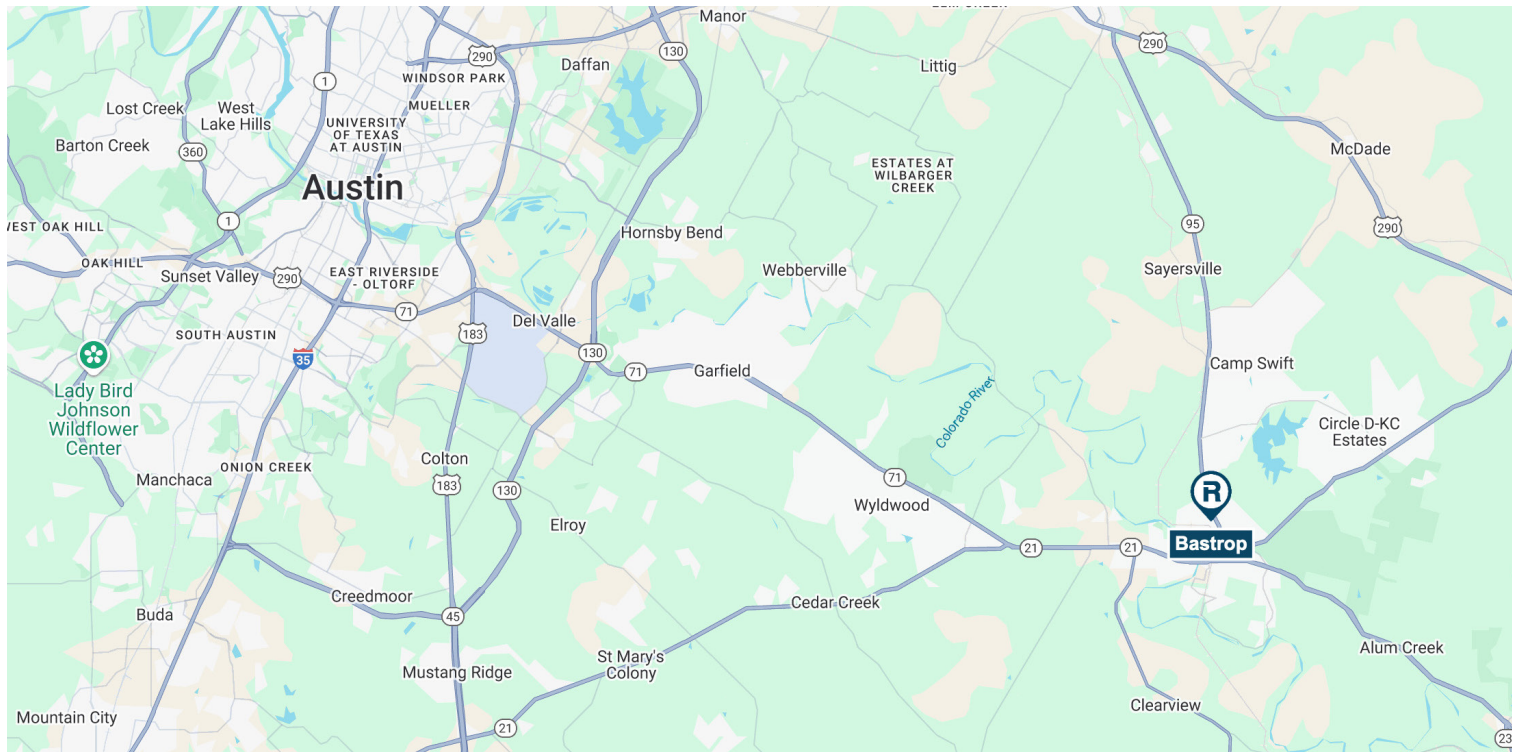 Manor
ELM CREEK
290
130
290
Daffan
Littig
WINDSOR PARK
1
MUELLER
Lost Creek
West
Lake Hills
UNIVERSITY
OF TEXAS
AT AUSTIN
Barton Creek
360
McDade
ESTATES AT
WILBARGER
CREEK
Austin
1
WEST OAK HILL
95
290
Hornsby Bend
OAK HILL
Sunset Valley
290
EAST RIVERSIDE
- OLTORF
Webberville
Sayersville
71
183
Del Valle
SOUTH AUSTIN
35
130
71
Garfield
Camp Swift
Lady Bird
Johnson
Wildflower
Center
Colorado River
Circle D-KC
Estates
Colton
ONION CREEK
Manchaca
183
130
71
Wyldwood
R
Bastrop
Elroy
21
21
Creedmoor
Cedar Creek
Buda
45
St Mary's
Colony
Alum Creek
Mustang Ridge
Clearview
Mountain City
21
23